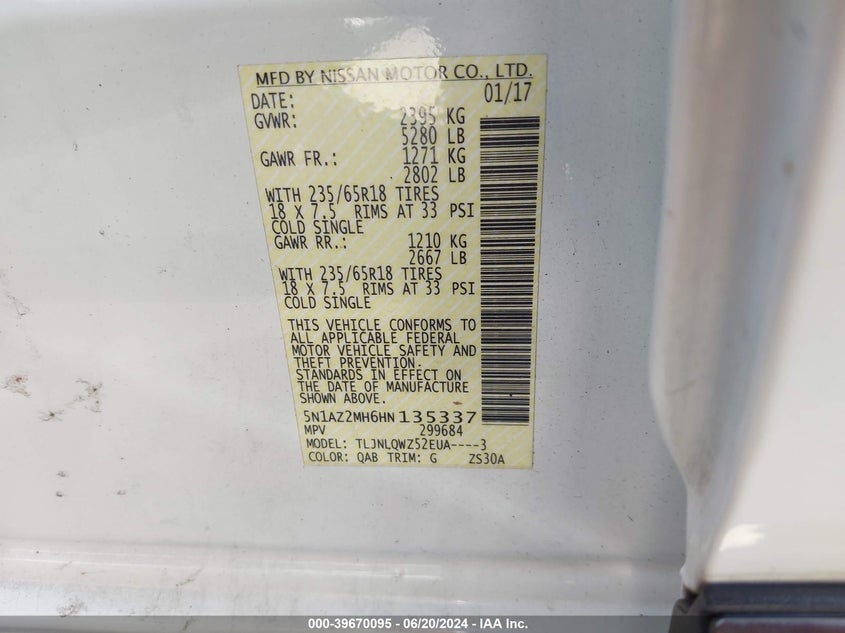 MFD BY NISSAN MOTOR CO., LTD.
DATE: 01/17
GVWR: 2395 KG
5280 LB
GAWR FR.: 1271 KG
2802 LB
WITH 235/65R18 TIRES
18 X 7.5 RIMS AT 33 PSI
COLD SINGLE
GAWR RR.: 1210 KG
2667 LB
WITH 235/65R18 TIRES
18 X 7.5 RIMS AT 33 PSI
COLD SINGLE
THIS VEHICLE CONFORMS TO
ALL APPLICABLE FEDERAL
MOTOR VEHICLE SAFETY AND
THEFT PREVENTION.
STANDARDS IN EFFECT ON
THE DATE OF MANUFACTURE
SHOWN ABOVE.
5N1AZ2MH6HN135337
MPV 299684
MODEL: TLJNLQWZ52EUA----3
COLOR: QAB TRIM: G ZS30A
000-39670095 - 06/20/2024 - IAA Inc.